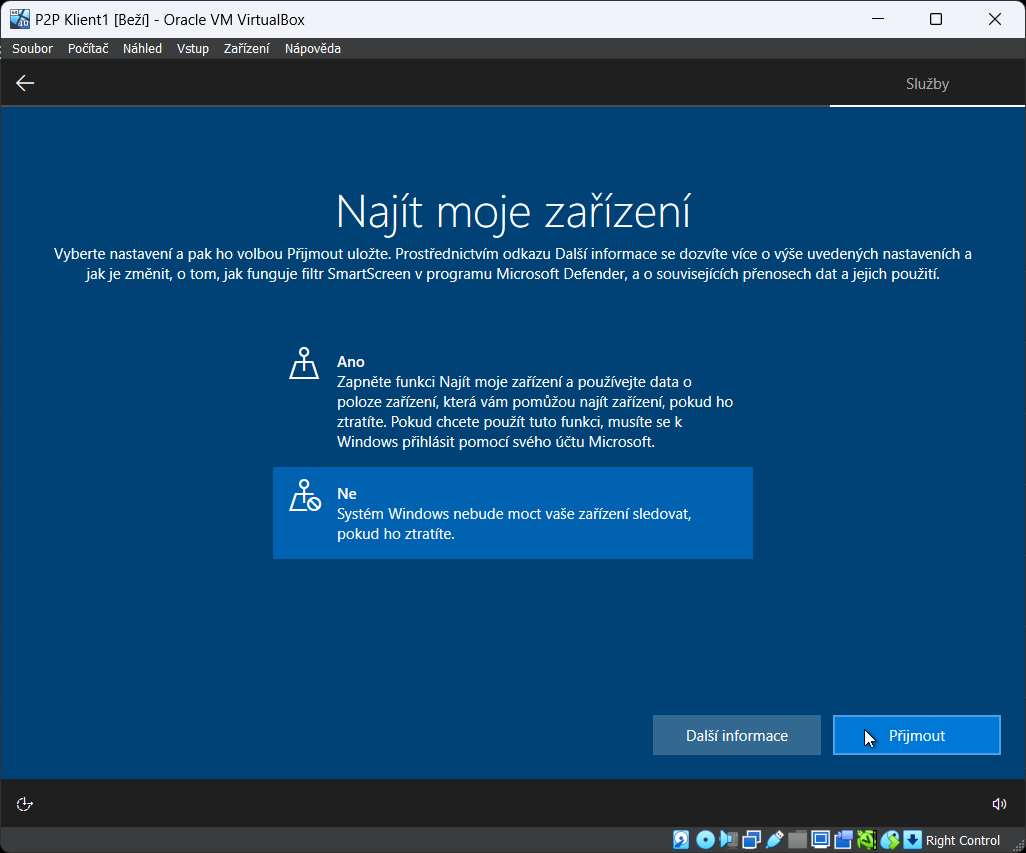 P2P Klient1 [Beží] - Oracle VM VirtualBox
Soubor Počítač Náhled Vstup Zařízení Nápověda
Služby
Najít moje zařízení
Vyberte nastavení a pak ho volbou Přijmout uložte. Prostřednictvím odkazu Další informace se dozvíte více o výše uvedených nastaveních a
jak je změnit, o tom, jak funguje filtr SmartScreen v programu Microsoft Defender, a o souvisejících přenosech dat a jejich použití.
Ano
Zapněte funkci Najít moje zařízení a používejte data o
poloze zařízení, která vám pomůžou najít zařízení, pokud ho
ztratíte. Pokud chcete použít tuto funkci, musíte se k
Windows přihlásit pomocí svého účtu Microsoft.
Ne
Systém Windows nebude moct vaše zařízení sledovat,
pokud ho ztratíte.
Další informace Přijmout
Right Control